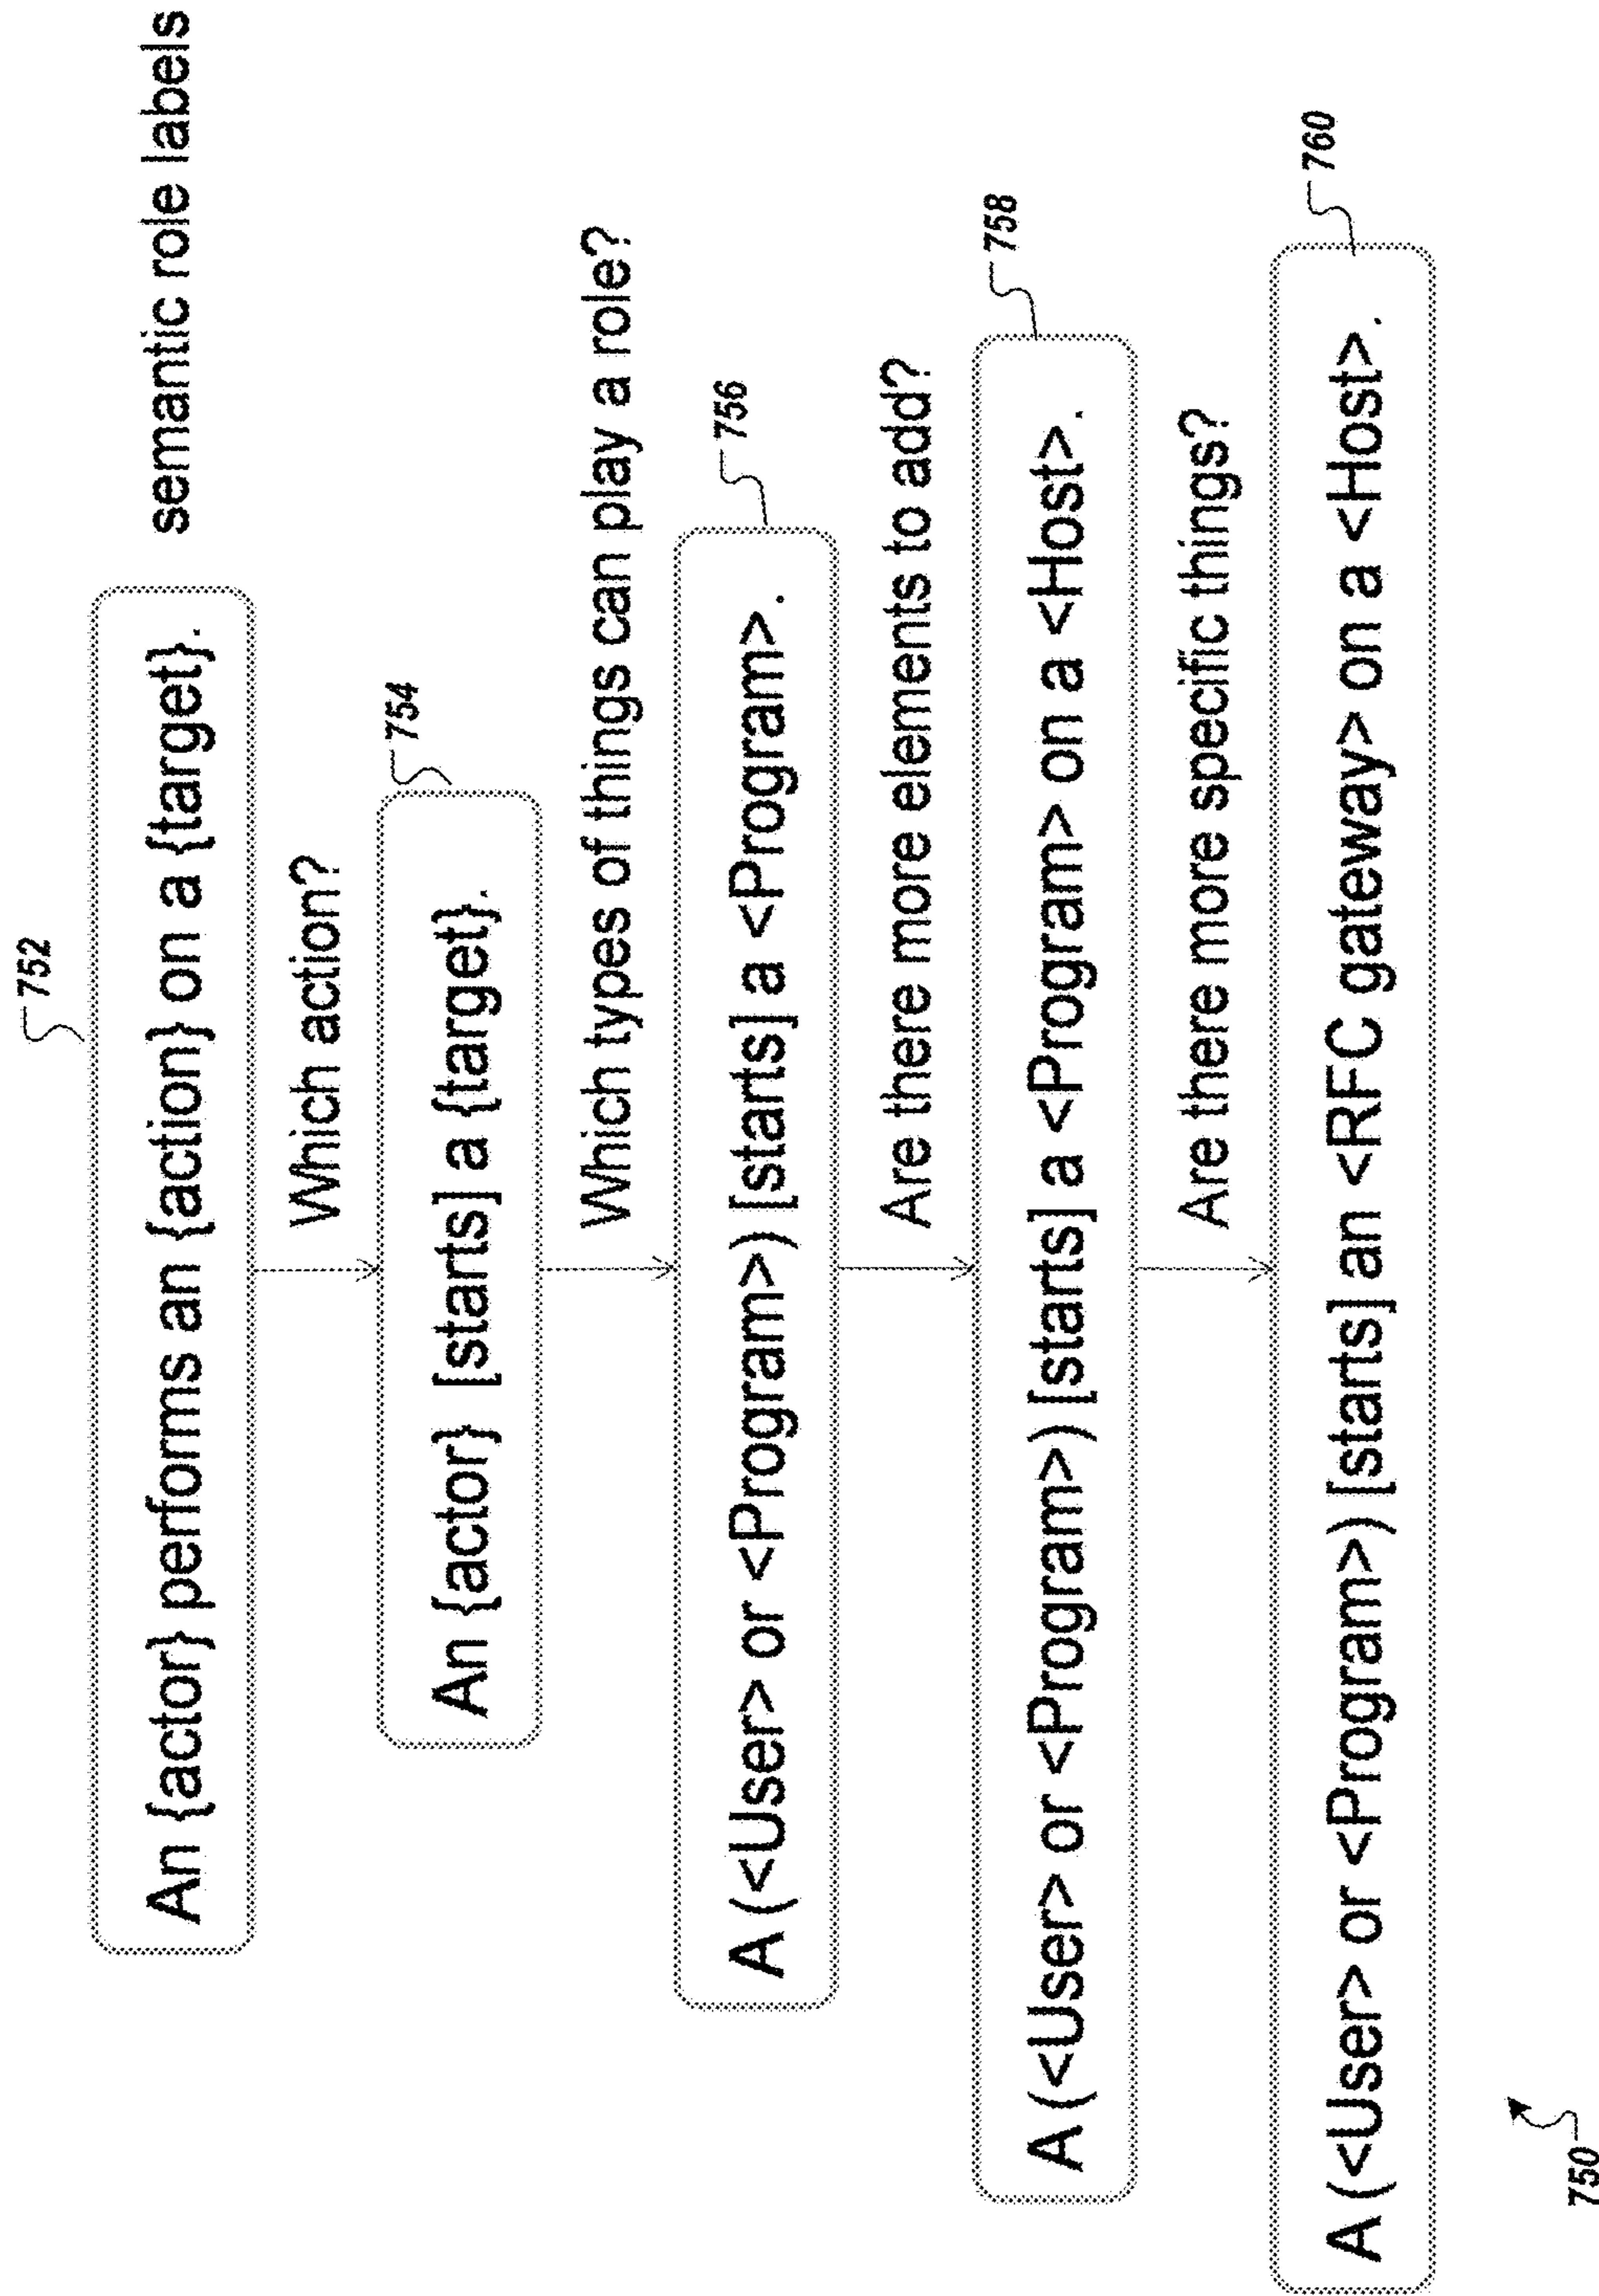 752
An {actor} performs an {action} on a {target}.
semantic role labels
Which action?
754
An {actor} [starts] a {target}.
Which types of things can play a role?
756
A (<User> or <Program>) [starts] a <Program>.
Are there more elements to add?
758
A (<User> or <Program>) [starts] a <Program> on a <Host>.
Are there more specific things?
760
A (<User> or <Program>) [starts] an <RFC gateway> on a <Host>.
750